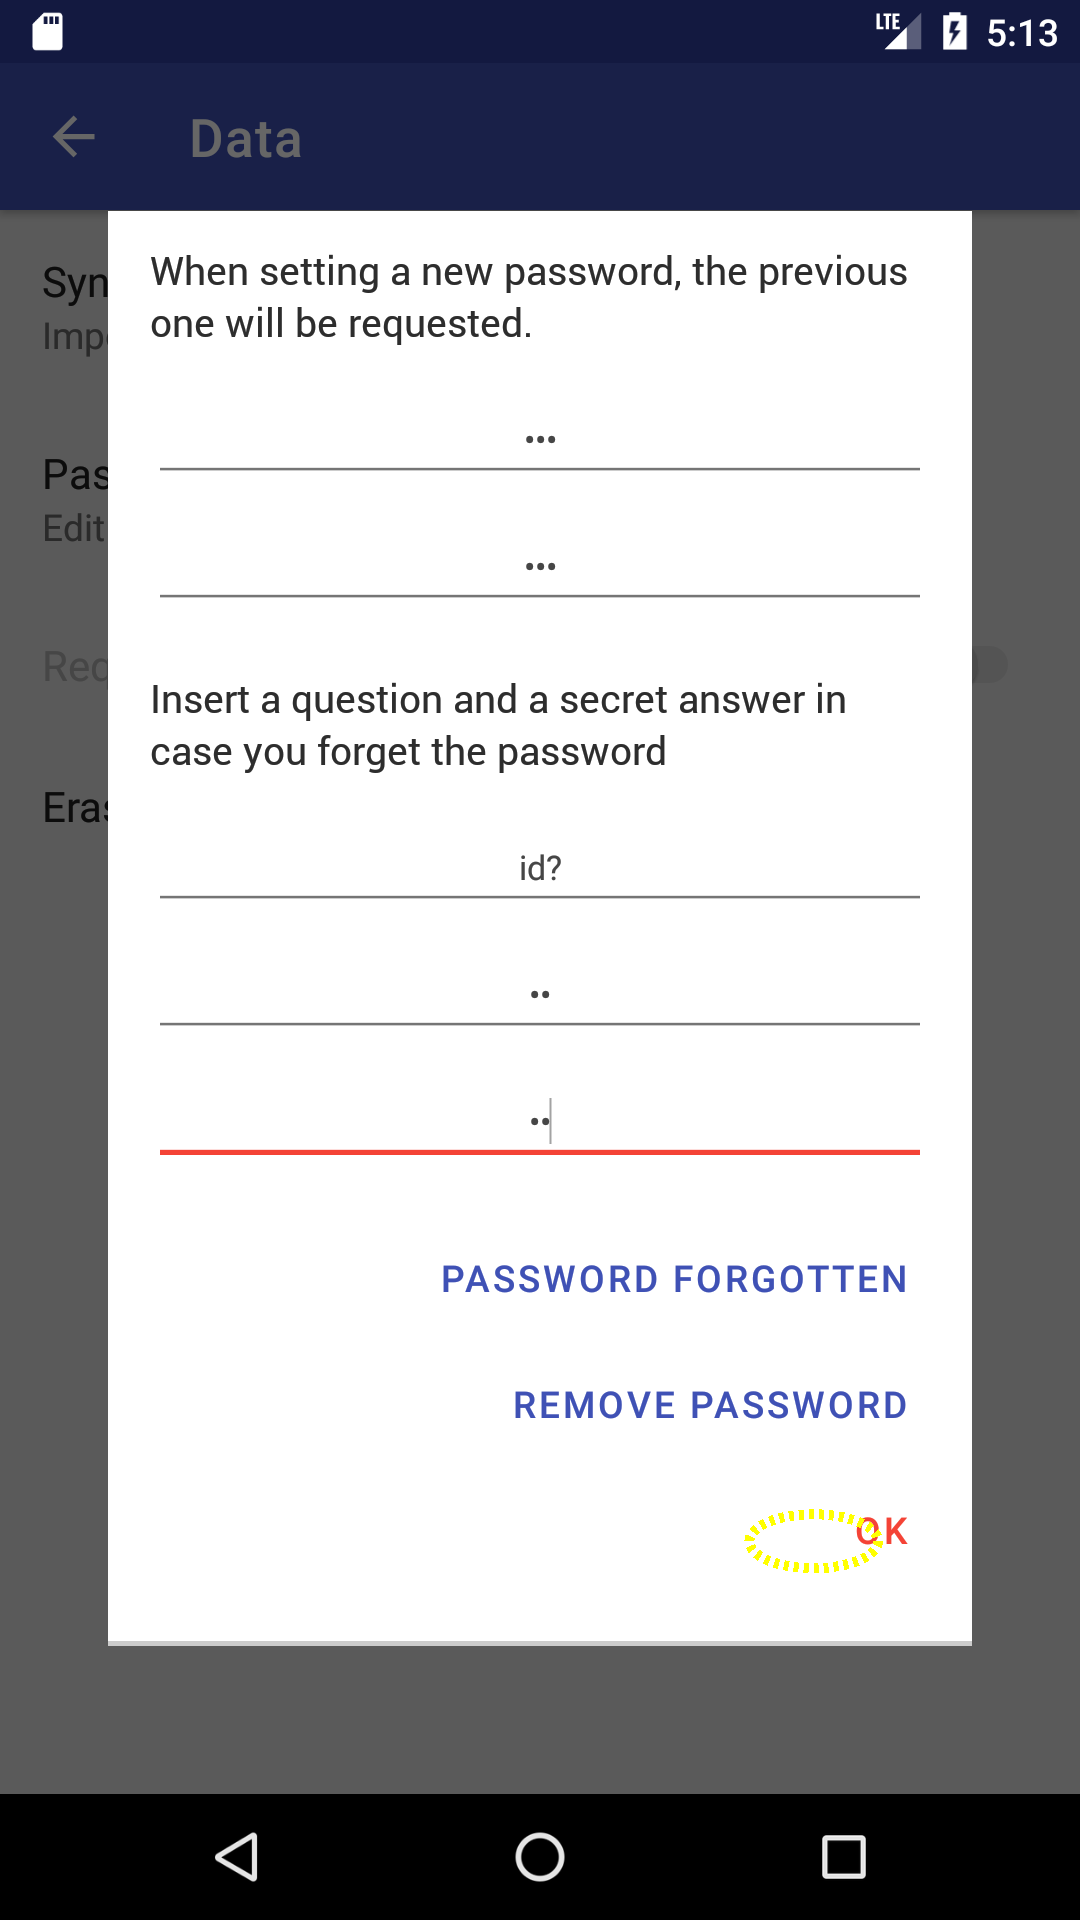 LTE 5:13
Data
When setting a new password, the previous
one will be requested.
Syn
Imp
•••
Pas
Edit
•••
Req
Insert a question and a secret answer in
case you forget the password
Eras
id?
••
••
PASSWORD FORGOTTEN
REMOVE PASSWORD
OK